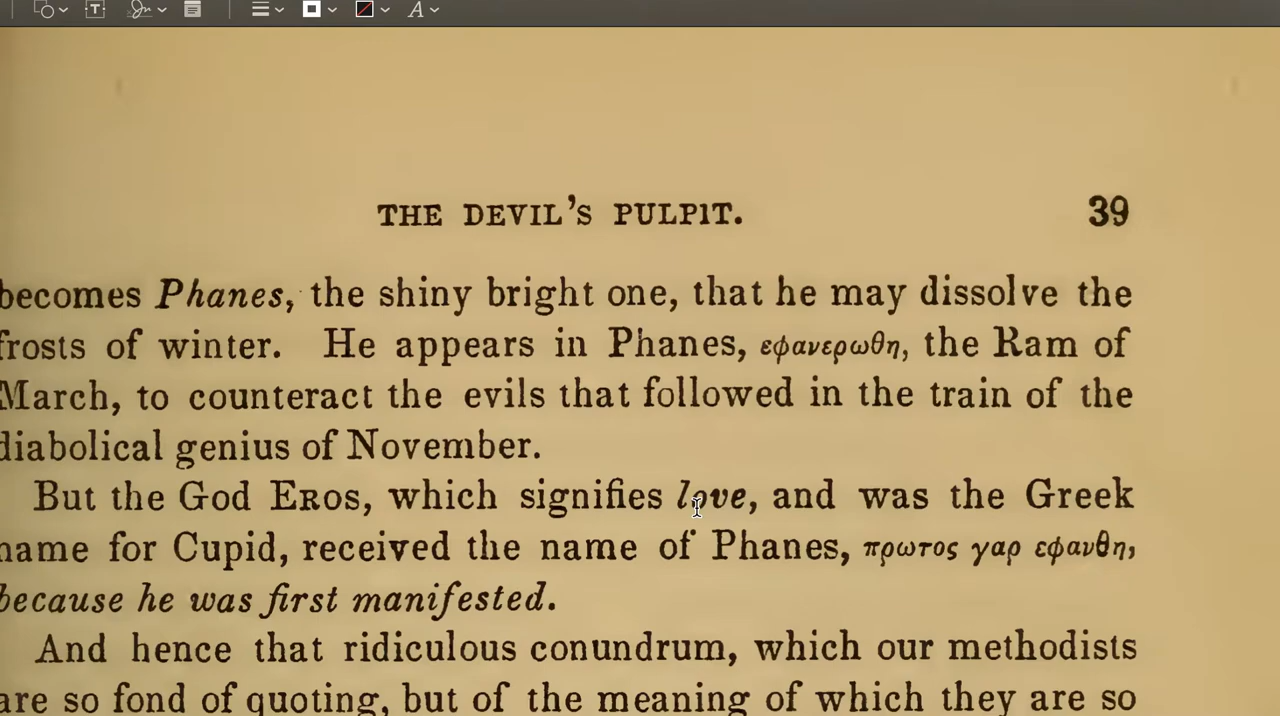 THE DEVIL'S PULPIT. 39
becomes Phanes, the shiny bright one, that he may dissolve the
frosts of winter. He appears in Phanes, εφανερωθη, the Ram of
March, to counteract the evils that followed in the train of the
diabolical genius of November.
But the God EROS, which signifies love, and was the Greek
name for Cupid, received the name of Phanes, πρωτος γαρ εφανθη,
because he was first manifested.
And hence that ridiculous conundrum, which our methodists
are so fond of quoting, but of the meaning of which they are so